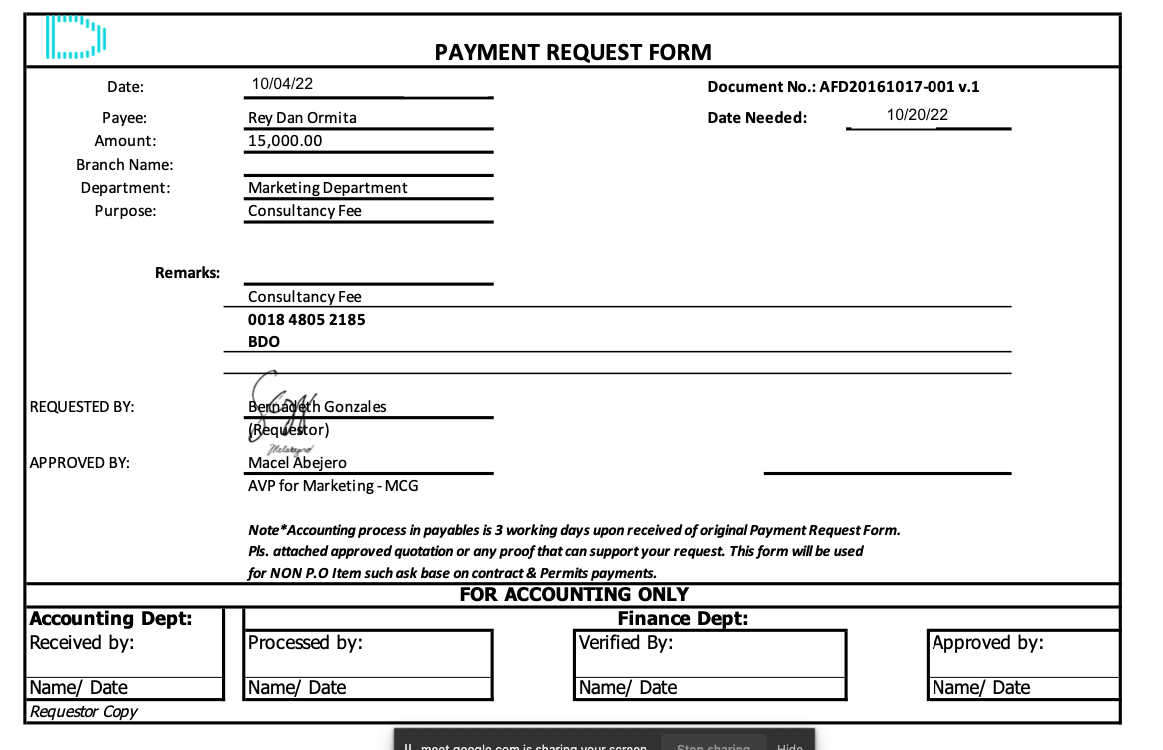 PAYMENT REQUEST FORM
Date: 10/04/22 Document No.: AFD20161017-001 v.1
Payee: Rey Dan Ormita Date Needed: 10/20/22
Amount: 15,000.00
Branch Name:
Department: Marketing Department
Purpose: Consultancy Fee
Remarks:
Consultancy Fee
0018 4805 2185
BDO
REQUESTED BY: Bernadeth Gonzales
(Requestor)
APPROVED BY: Macel Abejero
AVP for Marketing - MCG
Note*Accounting process in payables is 3 working days upon received of original Payment Request Form.
Pls. attached approved quotation or any proof that can support your request. This form will be used
for NON P.O Item such ask base on contract & Permits payments.
FOR ACCOUNTING ONLY
Accounting Dept: Finance Dept:
Received by: Processed by: Verified By: Approved by:
Name/ Date Name/ Date Name/ Date Name/ Date
Requestor Copy
meet.google.com is sharing your screen. Stop sharing Hide